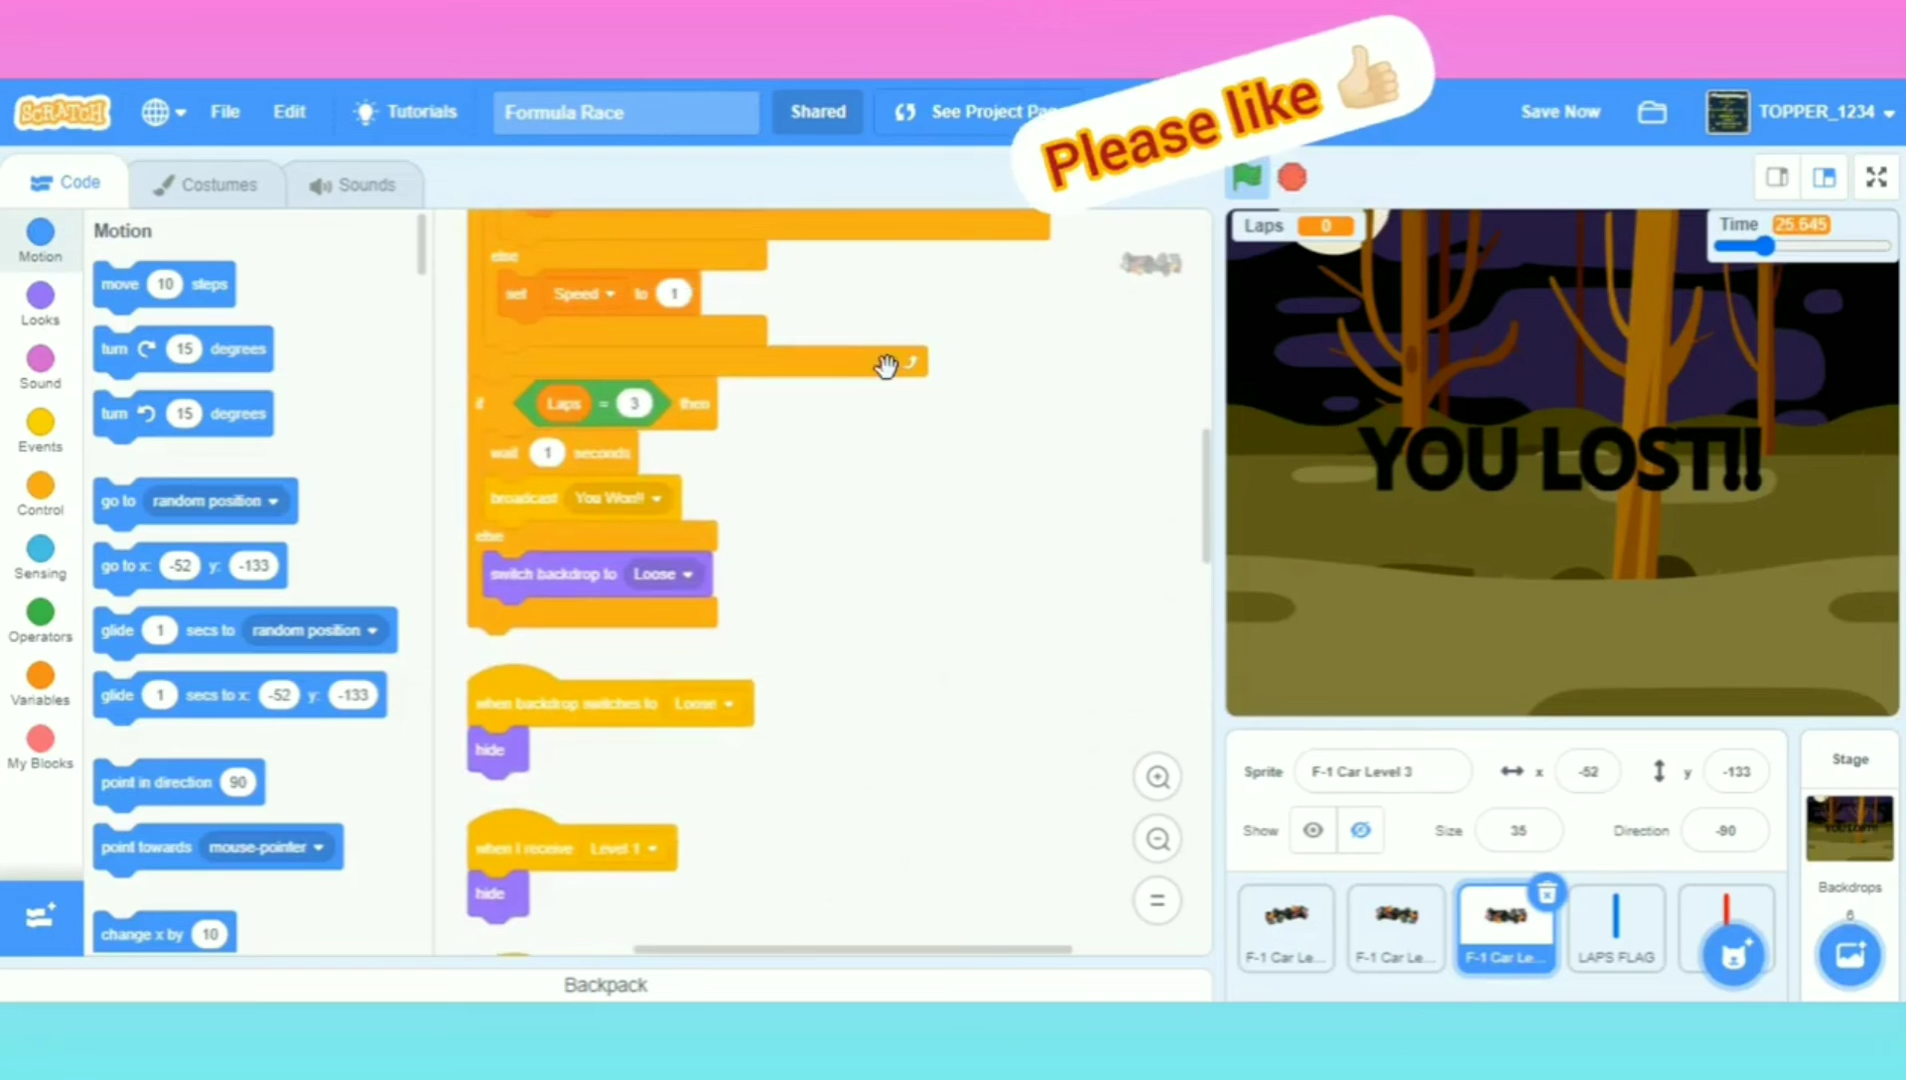 Please like
SCRATCH
File
Edit
Tutorials
Formula Race
Shared
See Project
Save Now
TOPPER_1234
Code
Costumes
Sounds
Motion
Looks
Sound
Events
Control
Sensing
Operators
Variables
My Blocks
Motion
move 10 steps
turn 15 degrees
turn 15 degrees
go to random position
go to x: -52 y: -133
glide 1 secs to random position
glide 1 secs to x: -52 y: -133
point in direction 90
point towards mouse-pointer
change x by 10
else
set Speed to 1
if Laps = 3 then
wait 1 seconds
broadcast You Won!!
else
switch backdrop to Loose
when backdrop switches to Loose
hide
when I receive Level 1
hide
Backpack
Laps 0
Time 25.645
YOU LOST!!
Sprite F-1 Car Level 3 x -52 y -133
Show Size 35 Direction -90
F-1 Car Le...
F-1 Car Le...
F-1 Car Le...
LAPS FLAG
Stage
YOU LOST!!
Backdrops
6